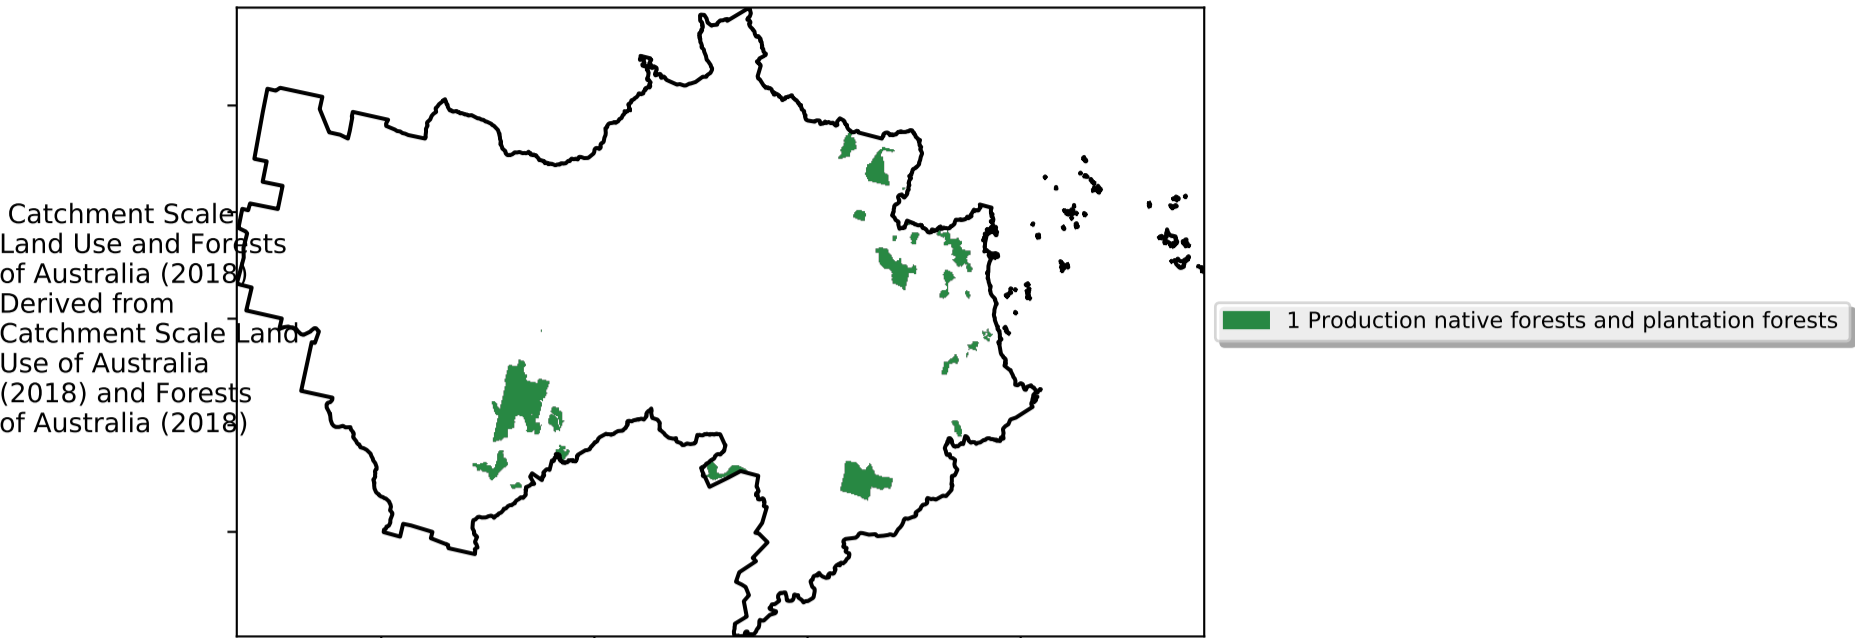 Catchment Scale
Land Use and Forests
of Australia (2018)
Derived from
Catchment Scale Land
Use of Australia
(2018) and Forests
of Australia (2018)
1 Production native forests and plantation forests